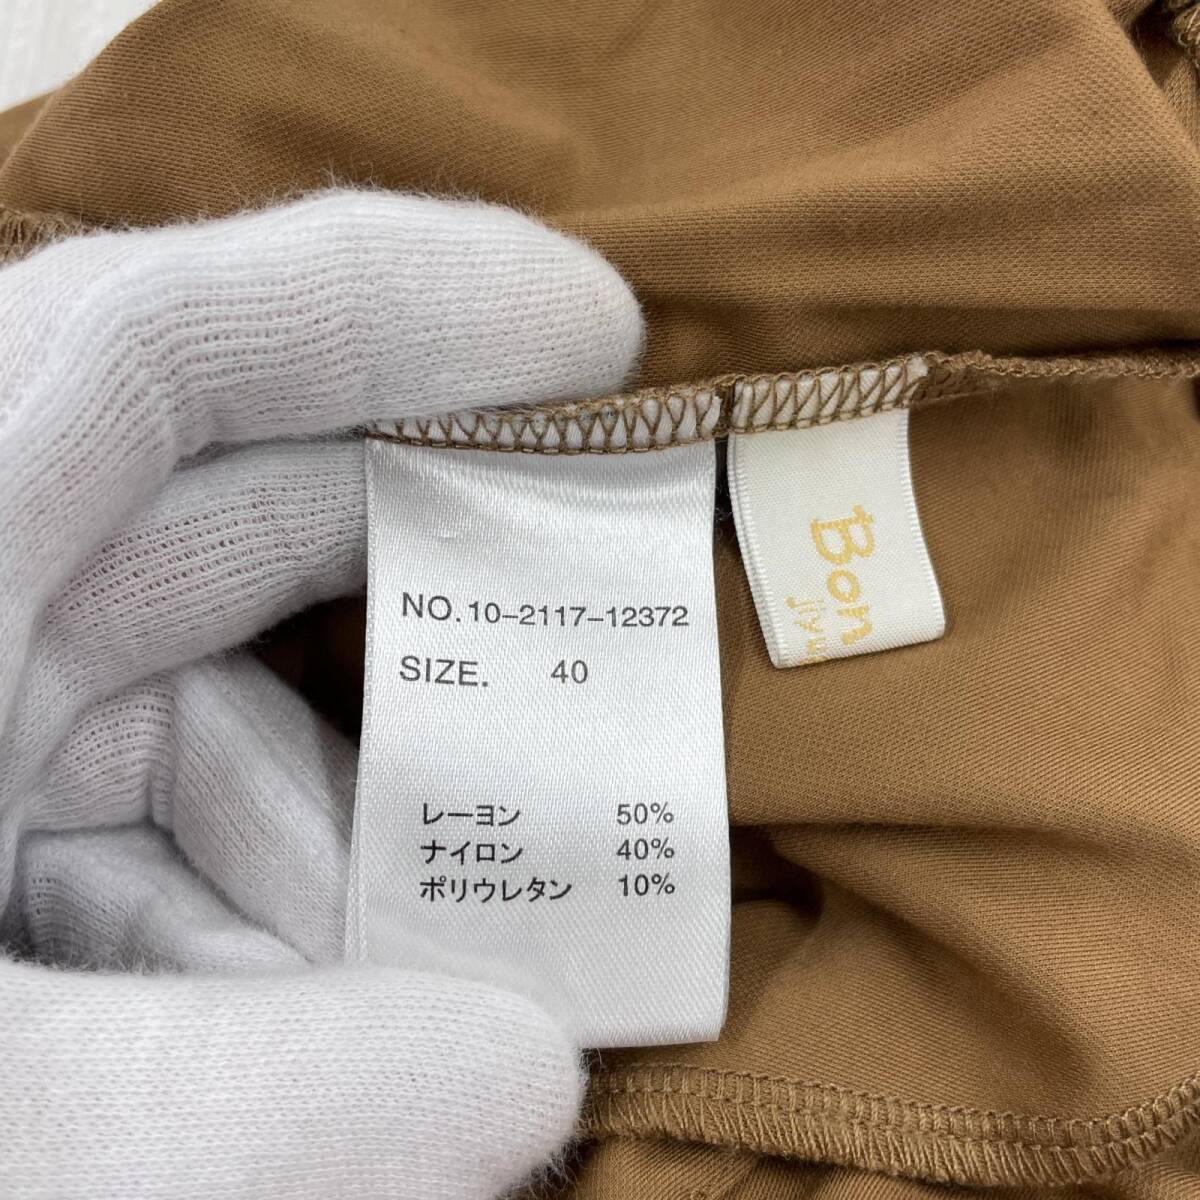 NO.10-2117-12372
SIZE. 40
レーヨン 50%
ナイロン 40%
ポリウレタン 10%
Bon